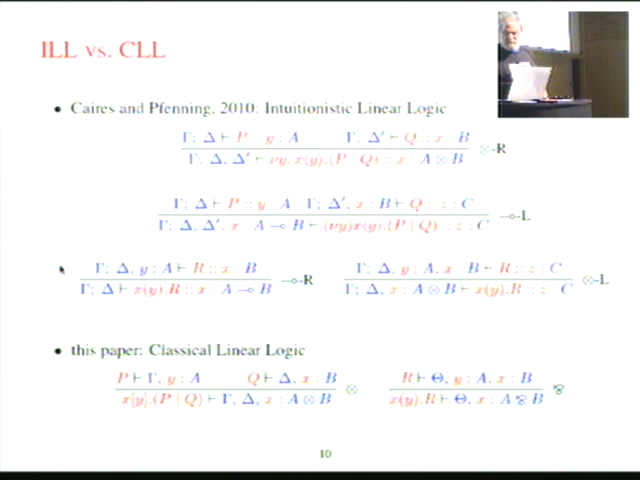 ILL vs. CLL
• Caires and Pfenning, 2010: Intuitionistic Linear Logic
Γ; Δ ⊢ P :: y : A    Γ; Δ′ ⊢ Q :: x : B
Γ; Δ, Δ′ ⊢ νy.x⟨y⟩.(P | Q) :: x : A ⊗ B    ⊗-R
Γ; Δ ⊢ P :: y : A    Γ; Δ′, x : B ⊢ Q :: z : C
Γ; Δ, Δ′, x : A ⊸ B ⊢ (νy)x⟨y⟩.(P | Q) :: z : C    ⊸-L
Γ; Δ, y : A ⊢ R :: x : B    Γ; Δ, y : A, x : B ⊢ R :: z : C
Γ; Δ ⊢ x(y).R :: x : A ⊸ B    ⊸-R    Γ; Δ, x : A ⊗ B ⊢ x(y).R :: z : C    ⊗-L
• this paper: Classical Linear Logic
P ⊢ Γ, y : A    Q ⊢ Δ, x : B    R ⊢ Θ, y : A, x : B
x[y].(P | Q) ⊢ Γ, Δ, x : A ⊗ B    ⊗    x(y).R ⊢ Θ, x : A ⅋ B    ⅋
10